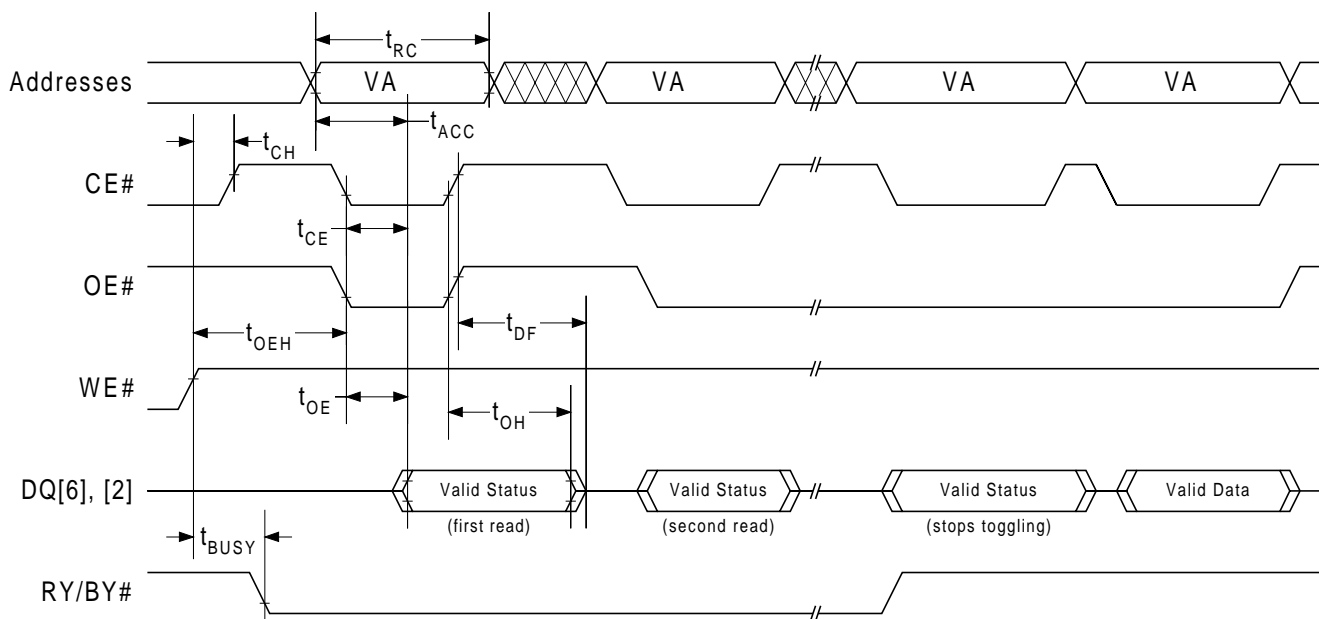 tRC
Addresses VA VA VA VA
tACC
tCH
CE#
tCE
OE#
tOEH tDF
WE#
tOE tOH
DQ[6], [2] Valid Status Valid Status Valid Status Valid Data
(first read) (second read) (stops toggling)
tBUSY
RY/BY#